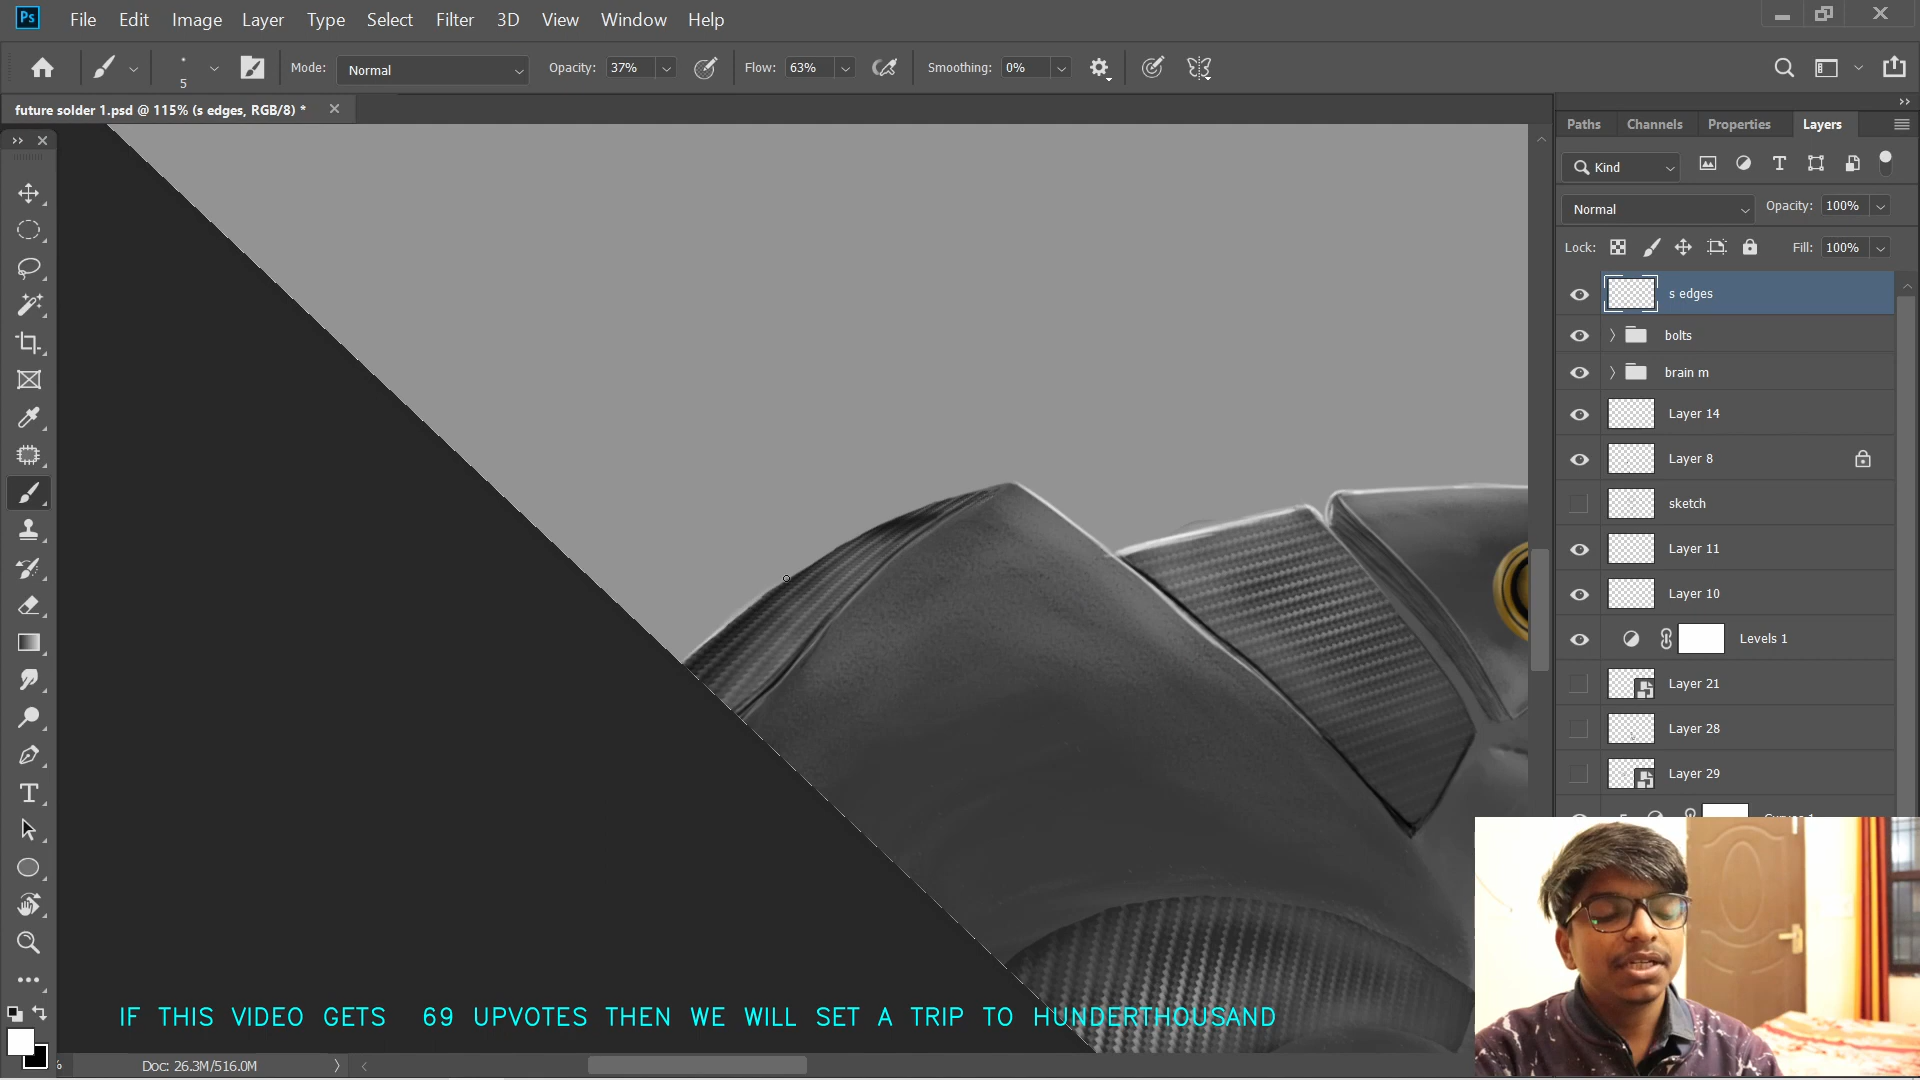 Ps File Edit Image Layer Type Select Filter 3D View Window Help
5 Mode: Normal Opacity: 37% Flow: 63% Smoothing: 0%
future solder 1.psd @ 115% (s edges, RGB/8) *
Paths Channels Properties Layers
Kind
Normal Opacity: 100%
Lock: Fill: 100%
s edges
bolts
brain m
Layer 14
Layer 8
sketch
Layer 11
Layer 10
Levels 1
Layer 21
Layer 28
Layer 29
IF THIS VIDEO GETS 69 UPVOTES THEN WE WILL SET A TRIP TO HUNDERTHOUSAND
% Doc: 26.3M/516.0M